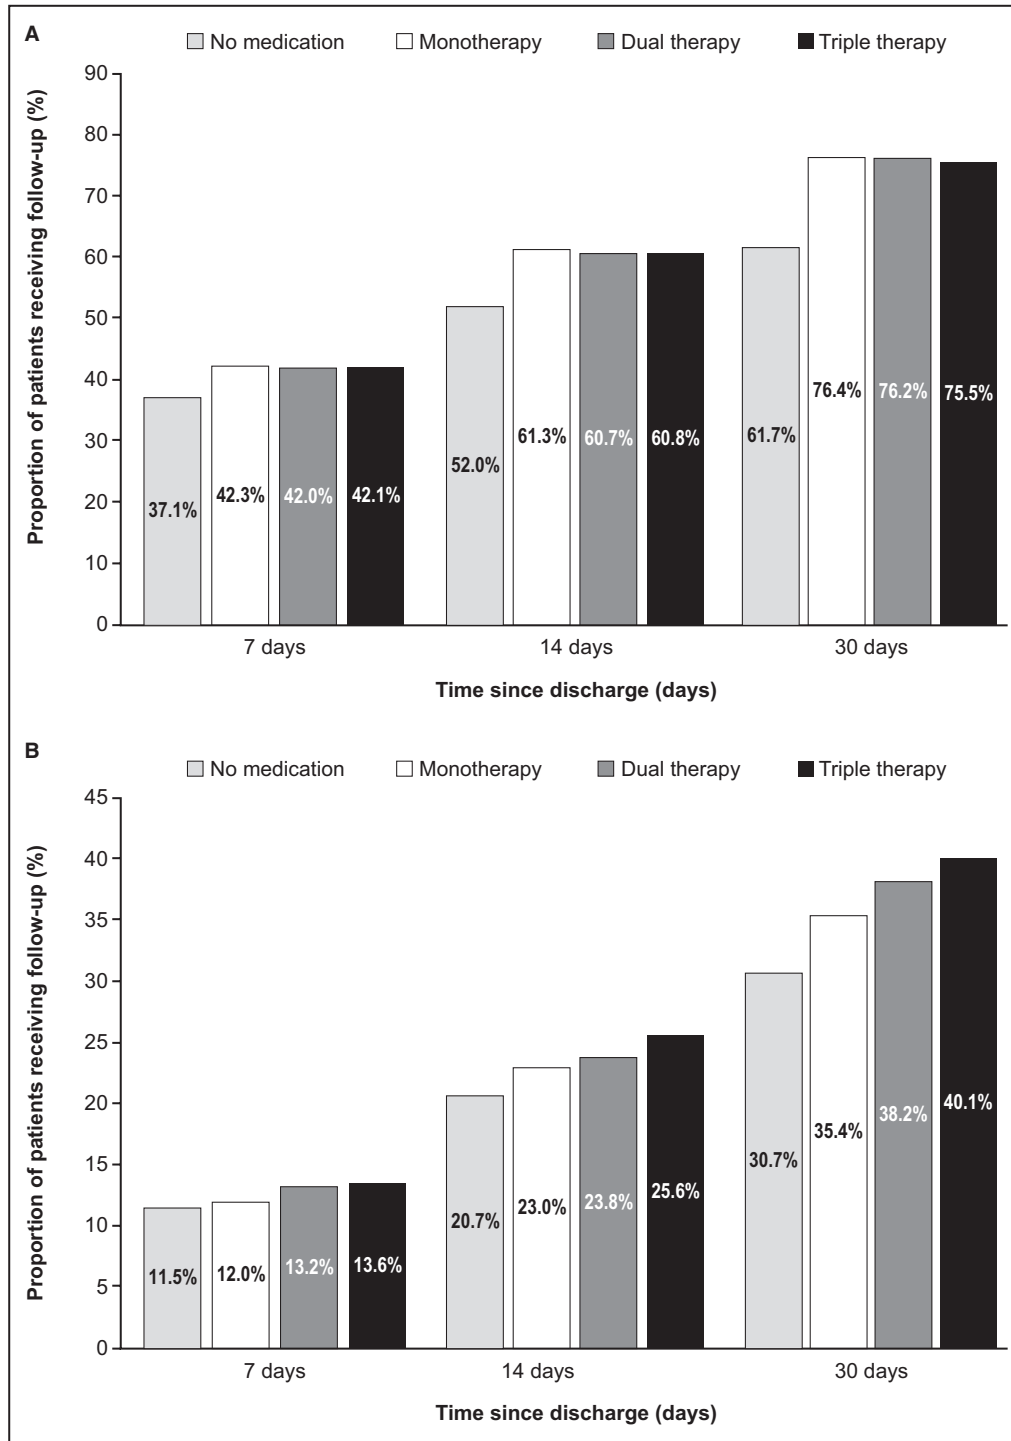 A
No medication Monotherapy Dual therapy Triple therapy
Proportion of patients receiving follow-up (%)
90
80
70
60
50
40
30
20
10
0
37.1% 42.3% 42.0% 42.1%
52.0% 61.3% 60.7% 60.8%
61.7% 76.4% 76.2% 75.5%
7 days 14 days 30 days
Time since discharge (days)
B
No medication Monotherapy Dual therapy Triple therapy
Proportion of patients receiving follow-up (%)
45
40
35
30
25
20
15
10
5
0
11.5% 12.0% 13.2% 13.6%
20.7% 23.0% 23.8% 25.6%
30.7% 35.4% 38.2% 40.1%
7 days 14 days 30 days
Time since discharge (days)